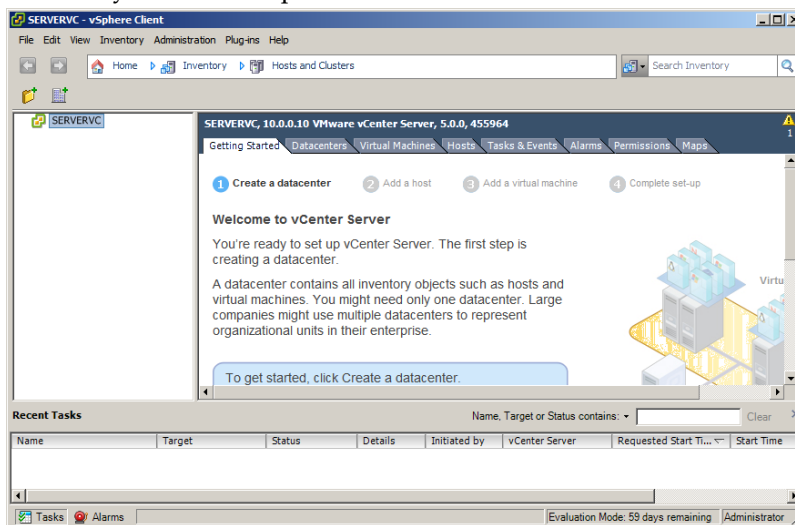 SERVERVC - vSphere Client
File Edit View Inventory Administration Plug-ins Help
Home Inventory Hosts and Clusters Search Inventory
SERVERVC
SERVERVC, 10.0.0.10 VMware vCenter Server, 5.0.0, 455964
1
Getting Started Datacenters Virtual Machines Hosts Tasks & Events Alarms Permissions Maps
1 Create a datacenter 2 Add a host 3 Add a virtual machine 4 Complete set-up
Welcome to vCenter Server
You're ready to set up vCenter Server. The first step is
creating a datacenter.
A datacenter contains all inventory objects such as hosts and
virtual machines. You might need only one datacenter. Large
companies might use multiple datacenters to represent
organizational units in their enterprise.
Virtu
To get started, click Create a datacenter.
Recent Tasks Name, Target or Status contains: Clear
Name Target Status Details Initiated by vCenter Server Requested Start Ti... Start Time
Tasks Alarms Evaluation Mode: 59 days remaining Administrator